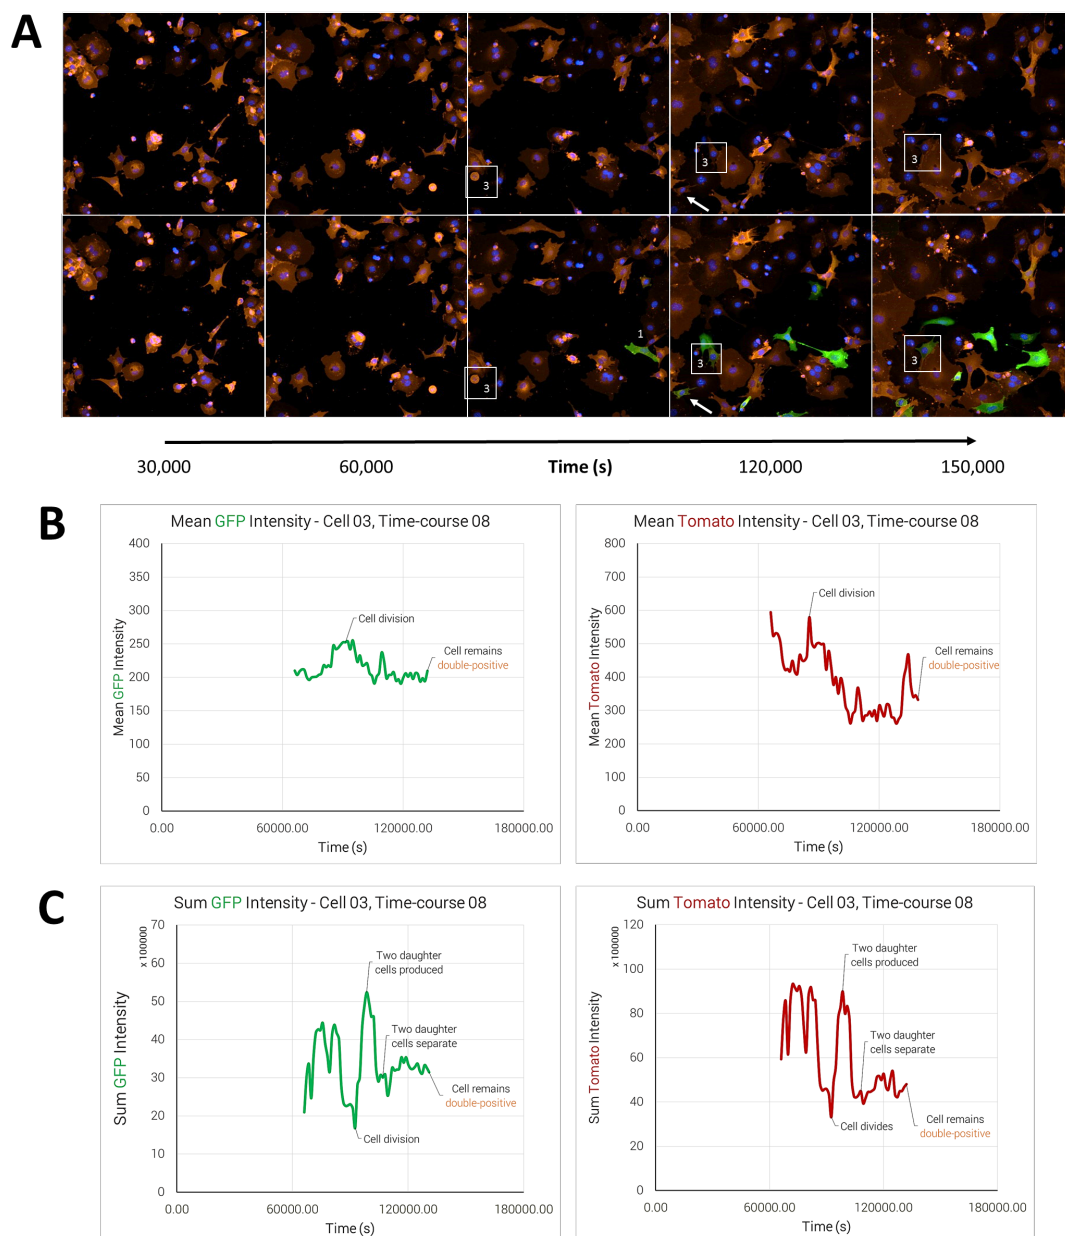 A
3
3
3
1
3
3
3
30,000
60,000
Time (s)
120,000
150,000
B
Mean GFP Intensity - Cell 03, Time-course 08
400
350
300
250
200
150
100
50
0
Mean GFP Intensity
Cell division
Cell remains
double-positive
0.00
60000.00
120000.00
180000.00
Time (s)
Mean Tomato Intensity - Cell 03, Time-course 08
800
700
600
500
400
300
200
100
0
Mean Tomato Intensity
Cell division
Cell remains
double-positive
0.00
60000.00
120000.00
180000.00
Time (s)
C
Sum GFP Intensity - Cell 03, Time-course 08
70
60
50
40
30
20
10
0
x 100000
Sum GFP Intensity
Two daughter
cells produced
Two daughter
cells separate
Cell remains
double-positive
Cell division
0.00
60000.00
120000.00
180000.00
Time (s)
Sum Tomato Intensity - Cell 03, Time-course 08
120
100
80
60
40
20
0
x 100000
Sum Tomato Intensity
Two daughter
cells produced
Two daughter
cells separate
Cell divides
Cell remains
double-positive
0.00
60000.00
120000.00
180000.00
Time (s)